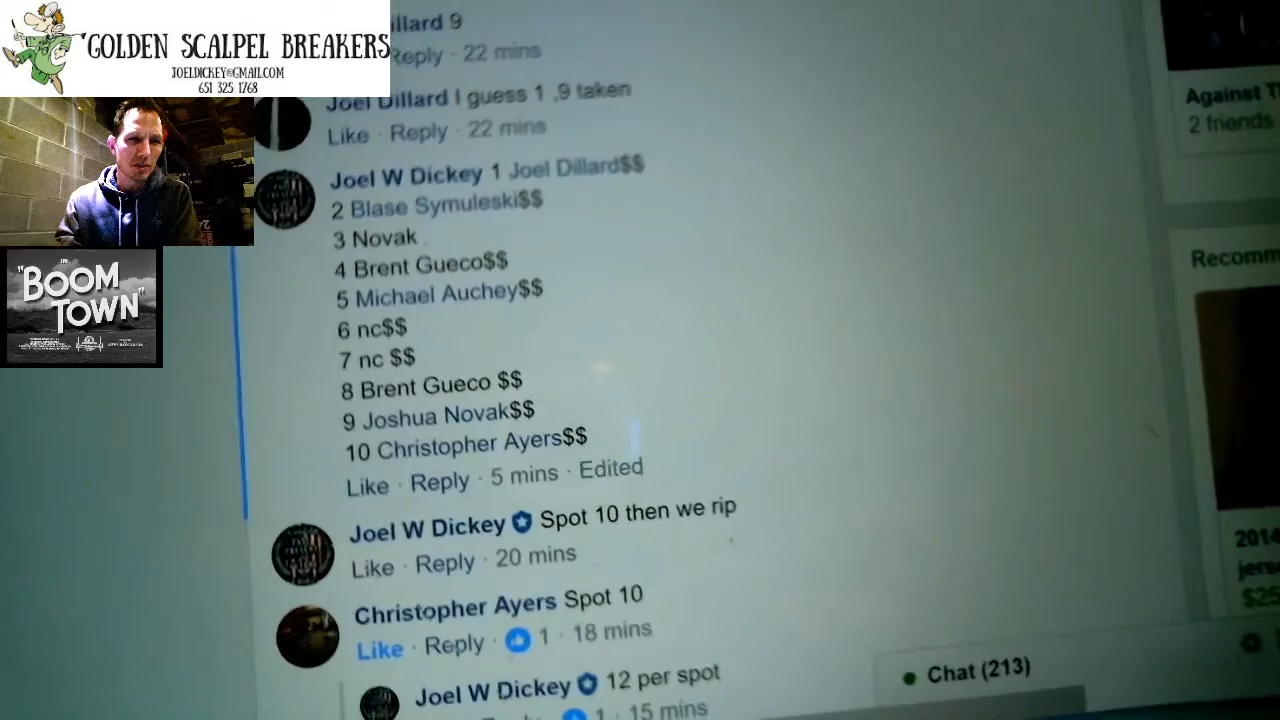 "GOLDEN SCALPEL BREAKERS
JOELDICKEY@GMAIL.COM
651 325 1768
IN
"BOOM
TOWN"
illard 9
Reply · 22 mins
Joel Dillard I guess 1 ,9 taken
Like · Reply · 22 mins
Joel W Dickey 1 Joel Dillard$$
2 Blase Symuleski$$
3 Novak
4 Brent Gueco$$
5 Michael Auchey$$
6 nc$$
7 nc $$
8 Brent Gueco $$
9 Joshua Novak$$
10 Christopher Ayers$$
Like · Reply · 5 mins · Edited
Joel W Dickey Spot 10 then we rip
Like · Reply · 20 mins
Christopher Ayers Spot 10
Like · Reply · 1 · 18 mins
Joel W Dickey 12 per spot
1 · 15 mins
Against T
2 friends
Recomm
2014
jers
$25
Chat (213)